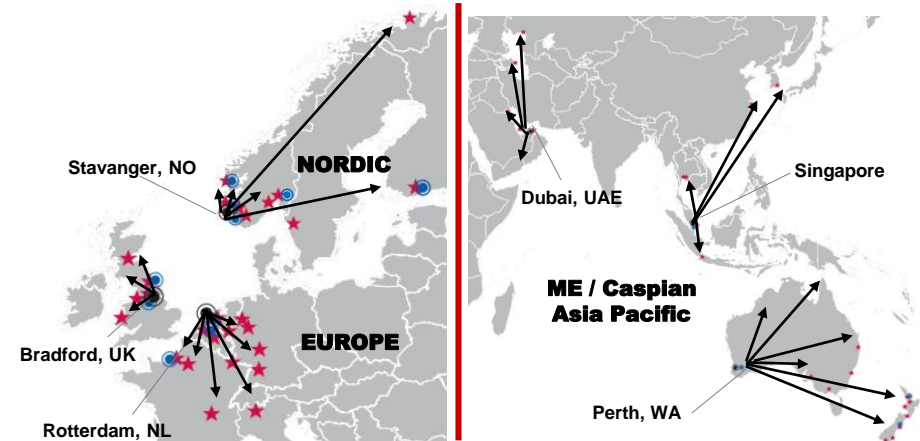 Stavanger, NO
NORDIC
Bradford, UK
EUROPE
Rotterdam, NL
Dubai, UAE
Singapore
ME / Caspian
Asia Pacific
Perth, WA